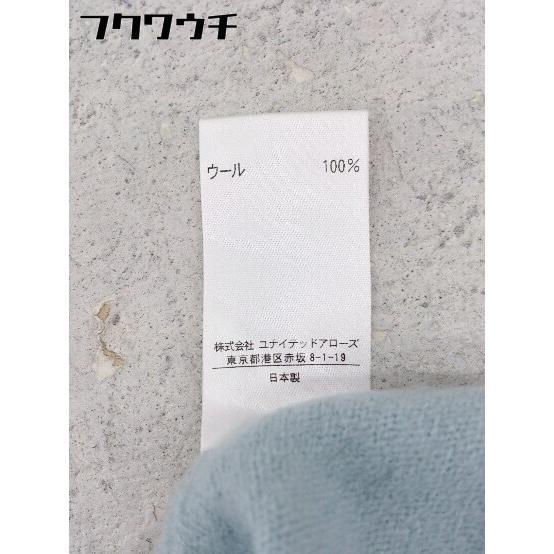 フクワウチ
ウール 100%
株式会社 ユナイテッドアローズ
東京都港区赤坂 8-1-19
日本製